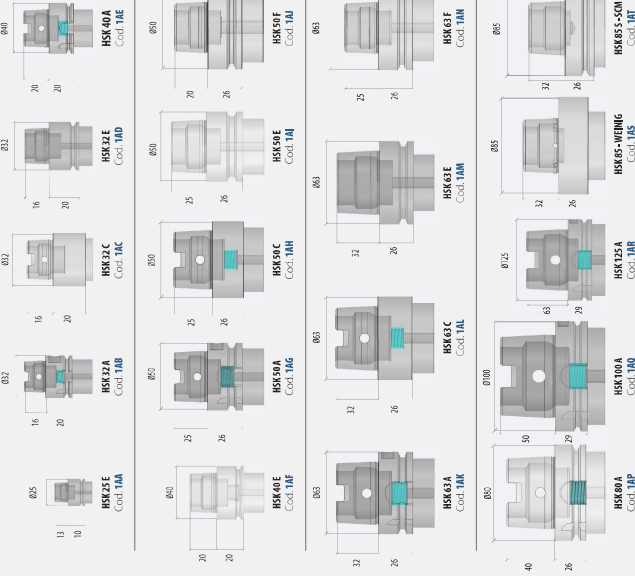 Ø25
13
10
HSK 25 E
Cod. 1AA
Ø32
16
20
HSK 32 A
Cod. 1AB
Ø32
16
20
HSK 32 C
Cod. 1AC
Ø32
16
20
HSK 32 E
Cod. 1AD
Ø40
20
20
HSK 40 A
Cod. 1AE
Ø40
20
20
HSK 40 E
Cod. 1AF
Ø50
25
26
HSK 50 A
Cod. 1AG
Ø50
25
26
HSK 50 C
Cod. 1AH
Ø50
25
26
HSK 50 E
Cod. 1AI
Ø50
20
26
HSK 50 F
Cod. 1AJ
Ø63
32
26
HSK 63 A
Cod. 1AK
Ø63
32
26
HSK 63 C
Cod. 1AL
Ø63
32
26
HSK 63 E
Cod. 1AM
Ø63
25
26
HSK 63 F
Cod. 1AN
Ø80
40
26
HSK 80 A
Cod. 1AP
Ø100
50
29
HSK 100 A
Cod. 1AQ
Ø125
63
29
HSK 125 A
Cod. 1AR
Ø85
32
26
HSK 85 - WEINIG
Cod. 1AS
Ø85
32
26
HSK 85 S - SCM
Cod. 1AT